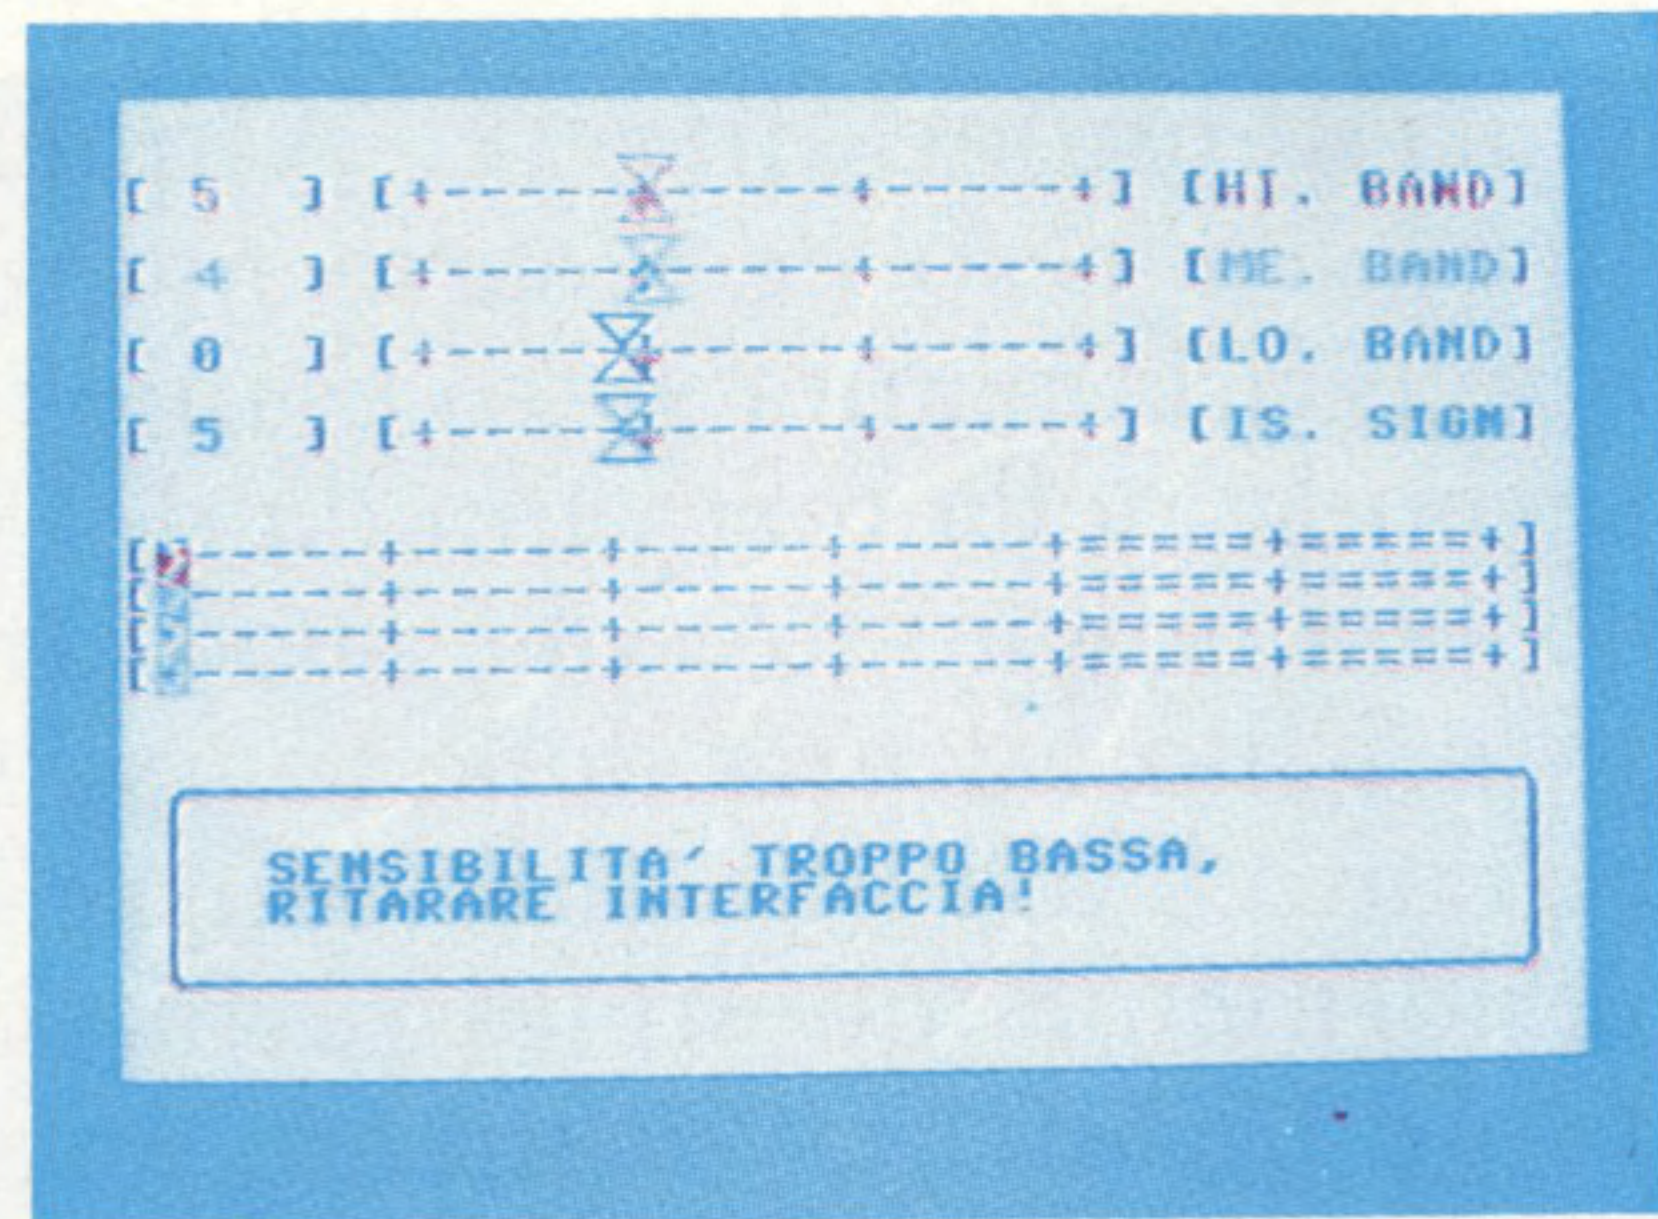 [ 5 ] [+------+------+------+] [HI. BAND]
[ 4 ] [+------+------+------+] [ME. BAND]
[ 0 ] [+------+------+------+] [LO. BAND]
[ 5 ] [+------+------+------+] [IS. SIGN]
[------+-----+-----+-----+=====+=====+]
[------+-----+-----+-----+=====+=====+]
[------+-----+-----+-----+=====+=====+]
[------+-----+-----+-----+=====+=====+]
SENSIBILITA´ TROPPO BASSA,
RITARARE INTERFACCIA!